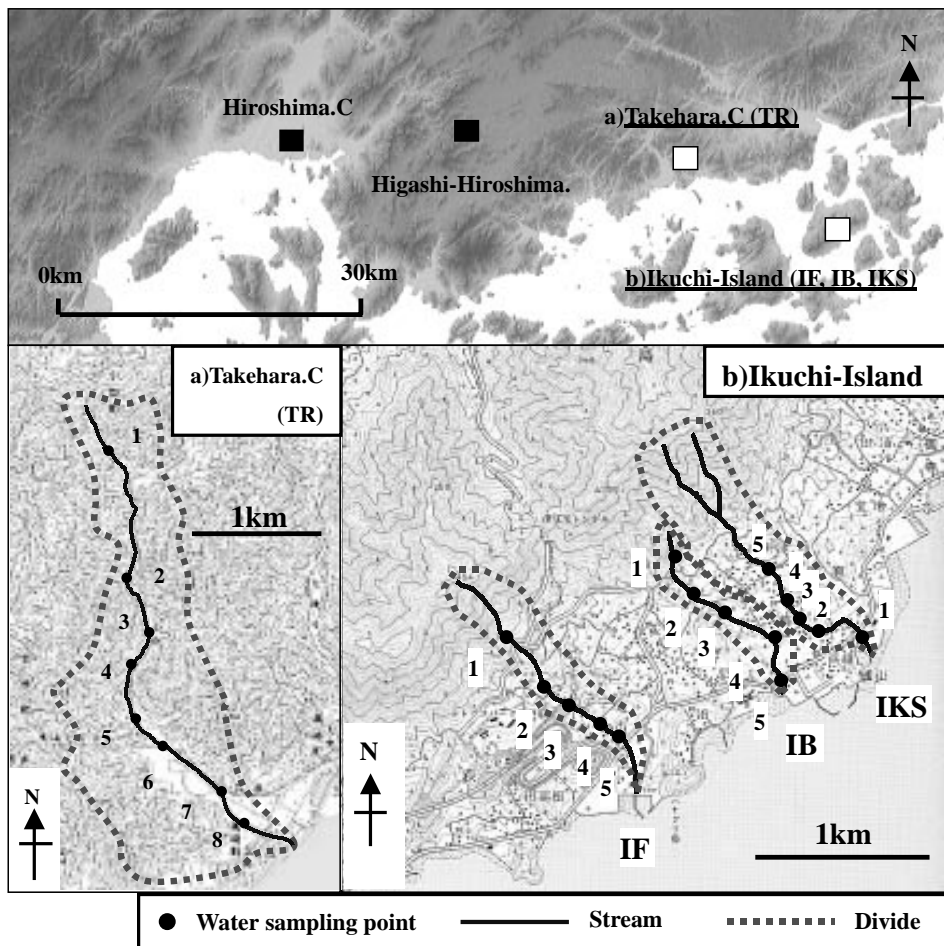 N
Hiroshima.C
a)Takehara.C (TR)
Higashi-Hiroshima.
0km
30km
b)Ikuchi-Island (IF, IB, IKS)
a)Takehara.C
(TR)
1
1km
2
3
4
5
6
7
8
N
b)Ikuchi-Island
5
4
3
2
1
IKS
1
2
3
4
5
IB
1
2
3
4
5
IF
N
1km
Water sampling point
Stream
Divide